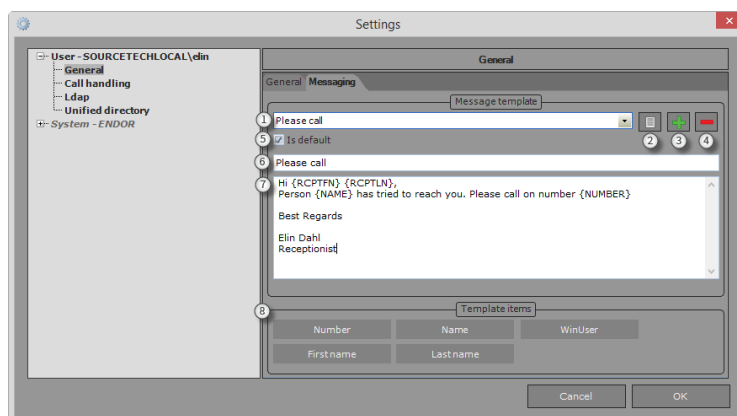 Settings
User - SOURCETECHLOCAL\elin
General
Call handling
Ldap
Unified directory
System - ENDOR
General
General Messaging
Message template
1 Please call
2 3 4
5 Is default
6 Please call
7 Hi {RCPTFN} {RCPTLN},
Person {NAME} has tried to reach you. Please call on number {NUMBER}
Best Regards
Elin Dahl
Receptionist
8 Template items
Number Name WinUser
First name Last name
Cancel OK